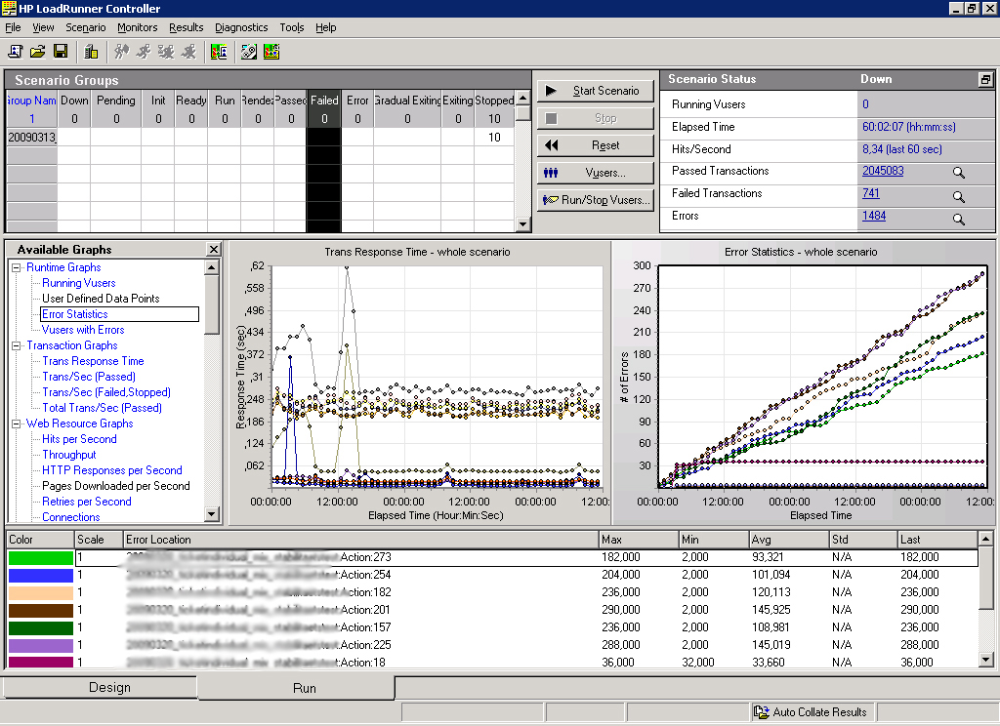 HP LoadRunner Controller
File View Scenario Monitors Results Diagnostics Tools Help
Scenario Groups
Group Nam Down Pending Init Ready Run Rendez Passed Failed Error Gradual Exiting Exiting Stopped
1 0 0 0 0 0 0 0 0 0 0 0 10
20090313_ 10
Start Scenario
Stop
Reset
Vusers...
Run/Stop Vusers...
Scenario Status Down
Running Vusers 0
Elapsed Time 60:02:07 (hh:mm:ss)
Hits/Second 8,34 (last 60 sec)
Passed Transactions 2045083
Failed Transactions 741
Errors 1484
Available Graphs
Runtime Graphs
Running Vusers
User Defined Data Points
Error Statistics
Vusers with Errors
Transaction Graphs
Trans Response Time
Trans/Sec (Passed)
Trans/Sec (Failed,Stopped)
Total Trans/Sec (Passed)
Web Resource Graphs
Hits per Second
Throughput
HTTP Responses per Second
Pages Downloaded per Second
Retries per Second
Connections
Trans Response Time - whole scenario
Response Time (sec)
,62
,558
,496
,434
,372
,31
,248
,186
,124
,062
00:00:00 12:00:00 00:00:00 12:00:00 00:00:00 12:00:
Elapsed Time (Hour:Min:Sec)
Error Statistics - whole scenario
# of Errors
300
270
240
210
180
150
120
90
60
30
00:00:00 12:00:00 00:00:00 12:00:00 00:00:00 12:00:
Elapsed Time
Color Scale Error Location Max Min Avg Std Last
1 Action:273 182,000 2,000 93,321 N/A 182,000
1 Action:254 204,000 2,000 101,094 N/A 204,000
1 Action:182 236,000 2,000 120,113 N/A 236,000
1 Action:201 290,000 2,000 145,925 N/A 290,000
1 Action:157 236,000 2,000 108,981 N/A 236,000
1 Action:225 288,000 2,000 145,019 N/A 288,000
1 Action:18 36,000 32,000 33,660 N/A 36,000
Design Run
Auto Collate Results